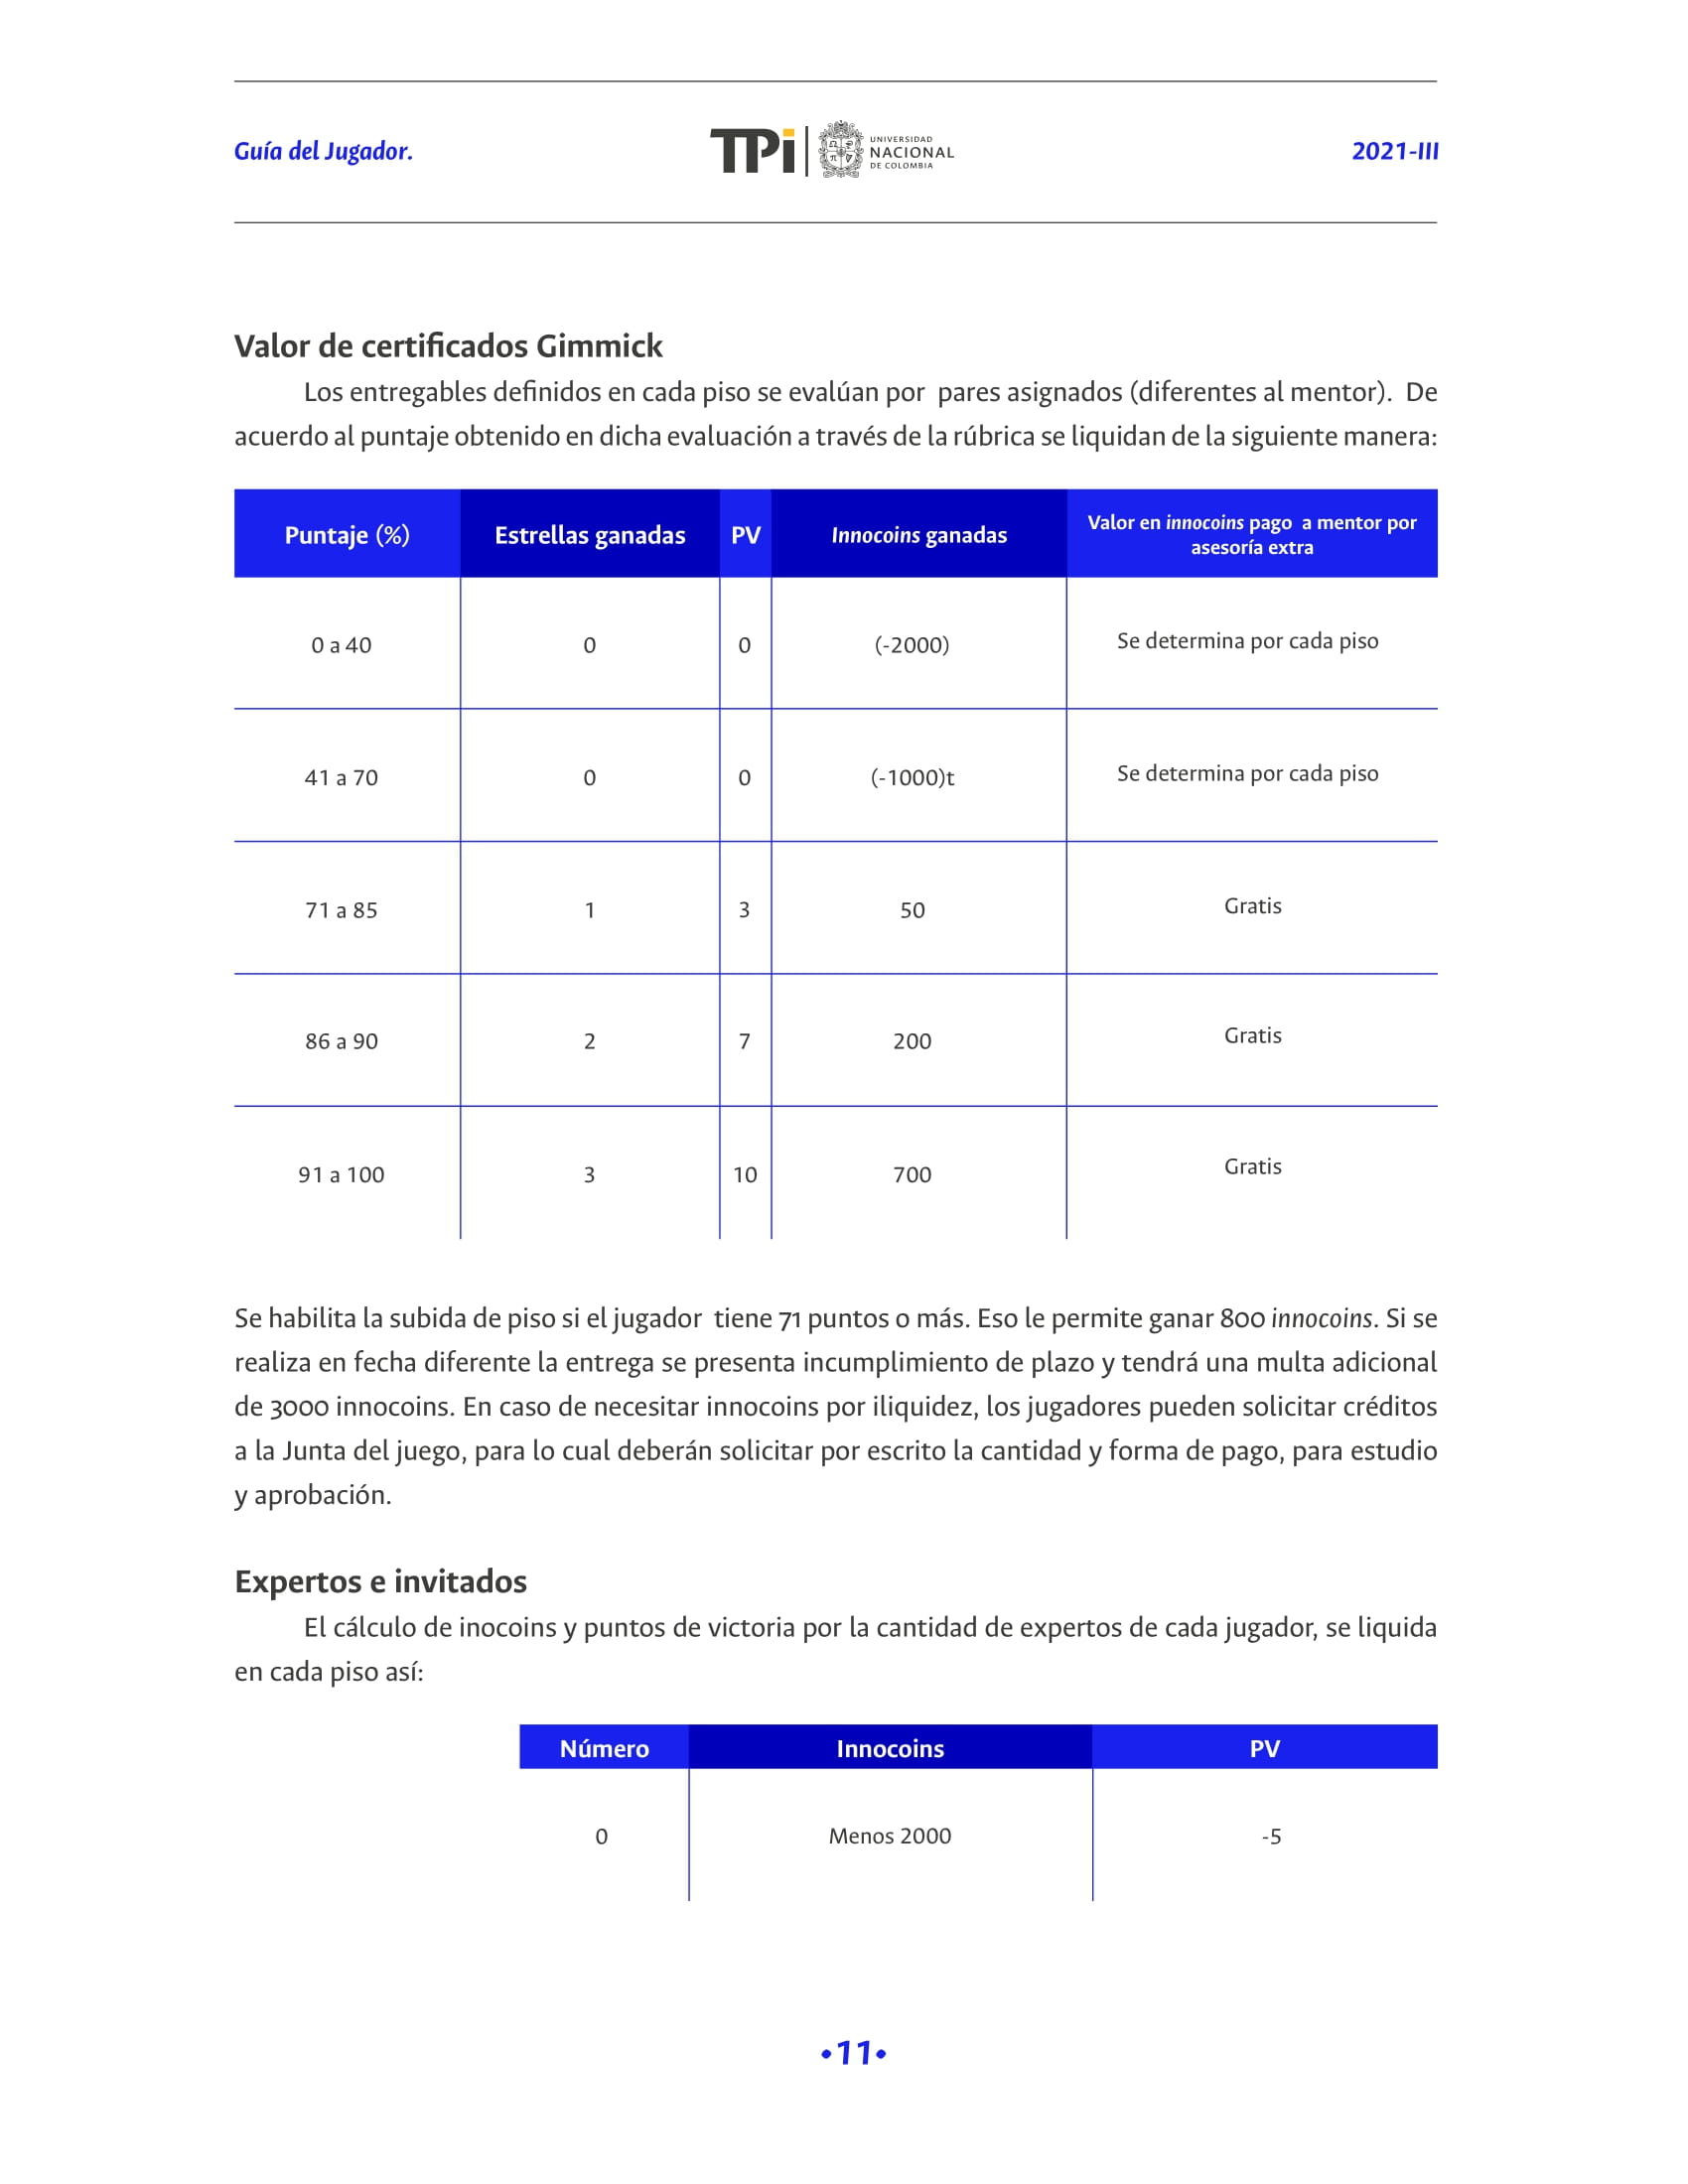 Guía del Jugador.
TPi
UNIVERSIDAD
NACIONAL
DE COLOMBIA
2021-III
Valor de certificados Gimmick
Los entregables definidos en cada piso se evalúan por pares asignados (diferentes al mentor). De
acuerdo al puntaje obtenido en dicha evaluación a través de la rúbrica se liquidan de la siguiente manera:
Puntaje (%) Estrellas ganadas PV Innocoins ganadas Valor en innocoins pago a mentor por
asesoría extra
0 a 40 0 0 (-2000) Se determina por cada piso
41 a 70 0 0 (-1000)t Se determina por cada piso
71 a 85 1 3 50 Gratis
86 a 90 2 7 200 Gratis
91 a 100 3 10 700 Gratis
Se habilita la subida de piso si el jugador tiene 71 puntos o más. Eso le permite ganar 800 innocoins. Si se
realiza en fecha diferente la entrega se presenta incumplimiento de plazo y tendrá una multa adicional
de 3000 innocoins. En caso de necesitar innocoins por iliquidez, los jugadores pueden solicitar créditos
a la Junta del juego, para lo cual deberán solicitar por escrito la cantidad y forma de pago, para estudio
y aprobación.
Expertos e invitados
El cálculo de inocoins y puntos de victoria por la cantidad de expertos de cada jugador, se liquida
en cada piso así:
Número Innocoins PV
0 Menos 2000 -5
•11•